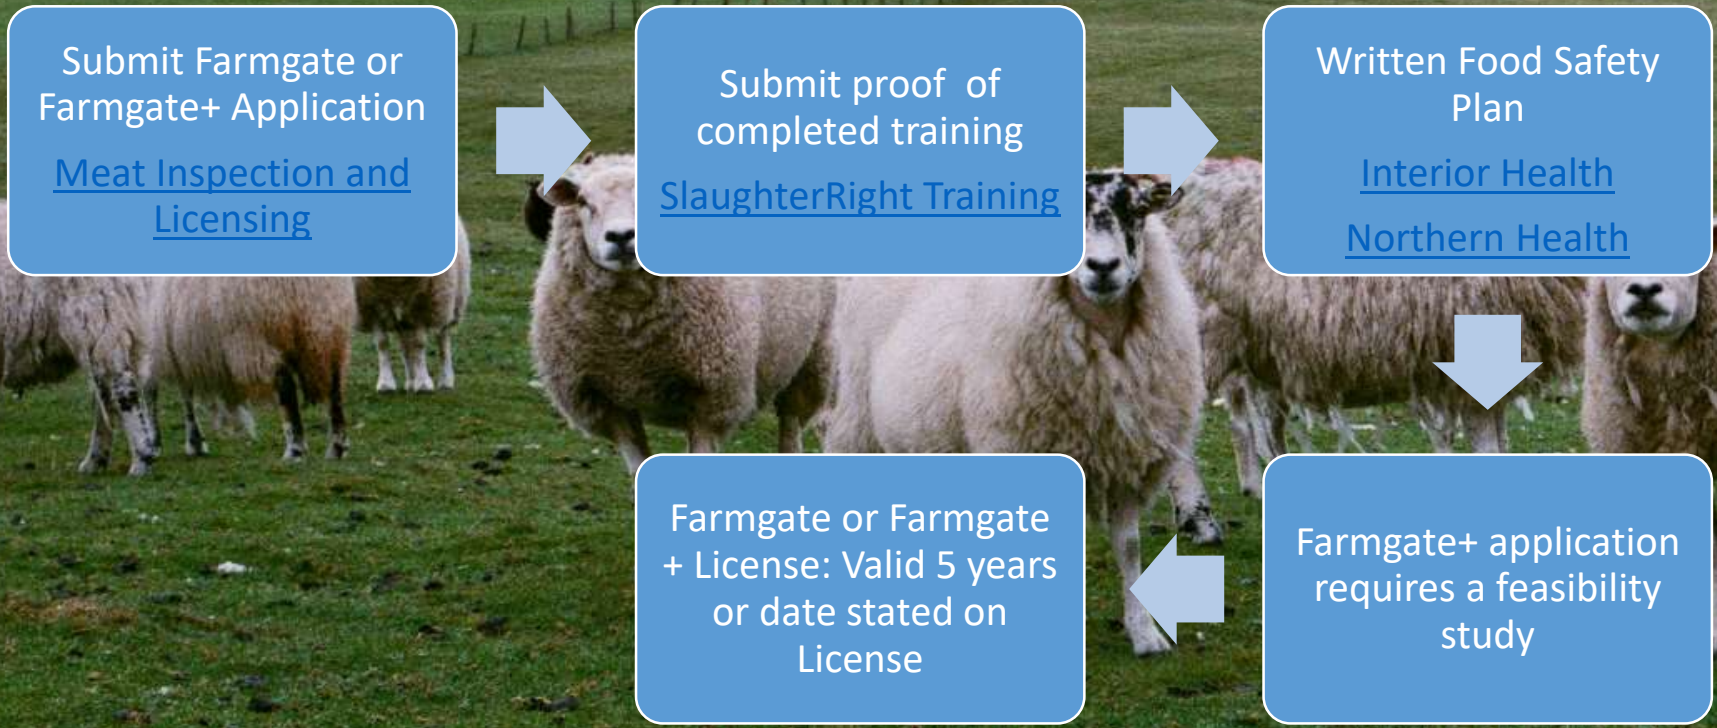 Submit Farmgate or
Farmgate+ Application
Meat Inspection and
Licensing
Submit proof of
completed training
SlaughterRight Training
Written Food Safety
Plan
Interior Health
Northern Health
Farmgate+ application
requires a feasibility
study
Farmgate or Farmgate
+ License: Valid 5 years
or date stated on
License